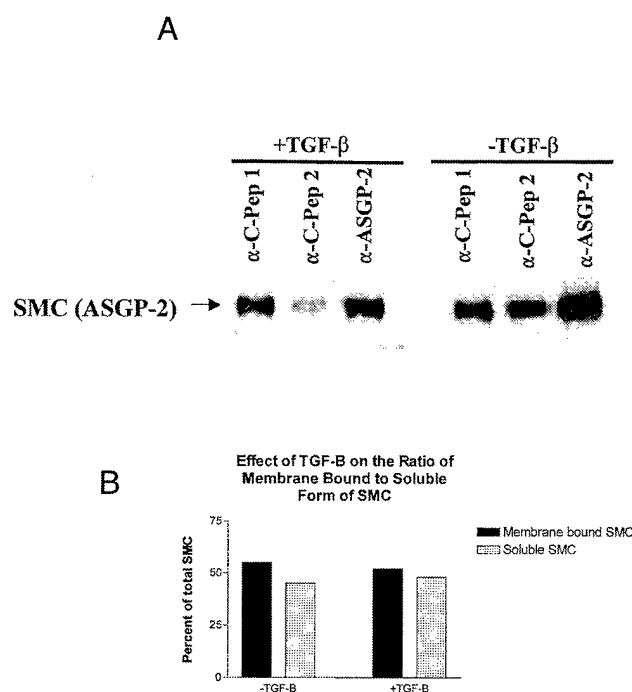 A
+TGF-β
-TGF-β
α-C-Pep 1
α-C-Pep 2
α-ASGP-2
α-C-Pep 1
α-C-Pep 2
α-ASGP-2
SMC (ASGP-2)
B
Effect of TGF-B on the Ratio of
Membrane Bound to Soluble
Form of SMC
Percent of total SMC
75
50
25
0
-TGF-B
+TGF-B
Membrane bound SMC
Soluble SMC